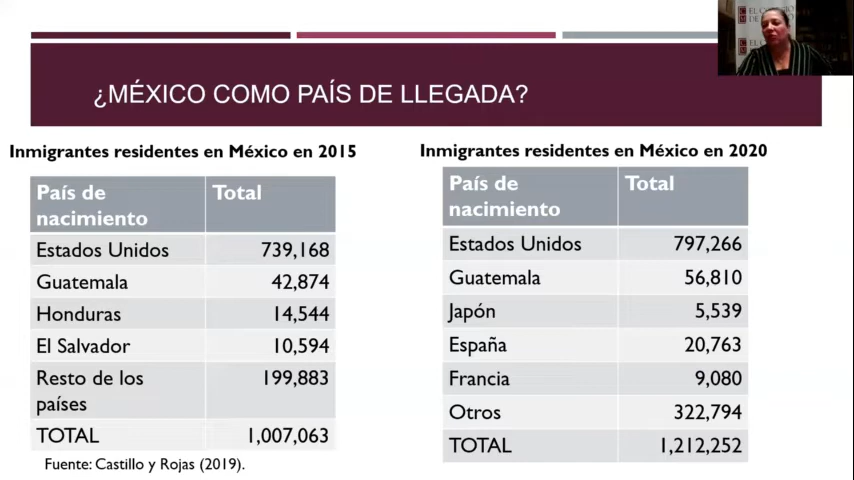 EL COLEGIO
¿MÉXICO COMO PAÍS DE LLEGADA?
Inmigrantes residentes en México en 2015
País de nacimiento Total
Estados Unidos 739,168
Guatemala 42,874
Honduras 14,544
El Salvador 10,594
Resto de los países 199,883
TOTAL 1,007,063
Fuente: Castillo y Rojas (2019).
Inmigrantes residentes en México en 2020
País de nacimiento Total
Estados Unidos 797,266
Guatemala 56,810
Japón 5,539
España 20,763
Francia 9,080
Otros 322,794
TOTAL 1,212,252